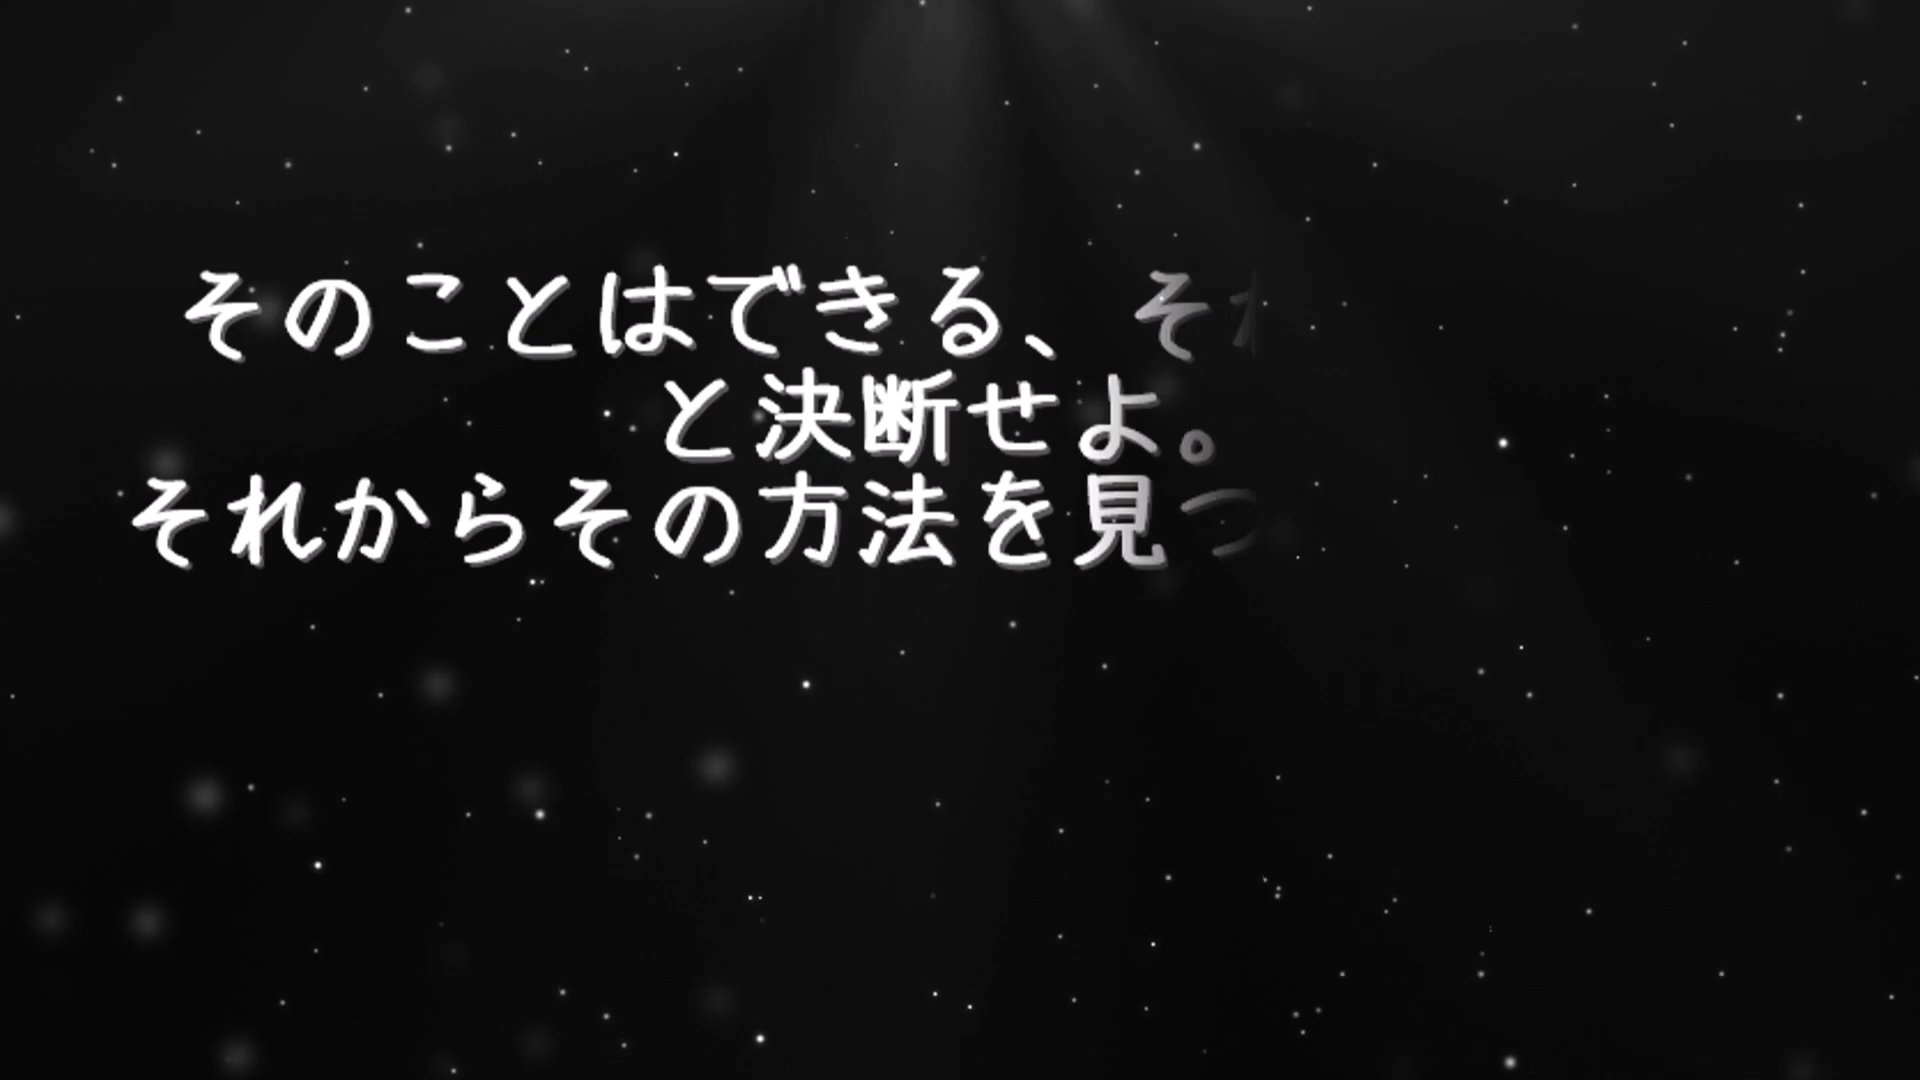 そのことはできる、そ
と決断せよ。
それからその方法を見つ